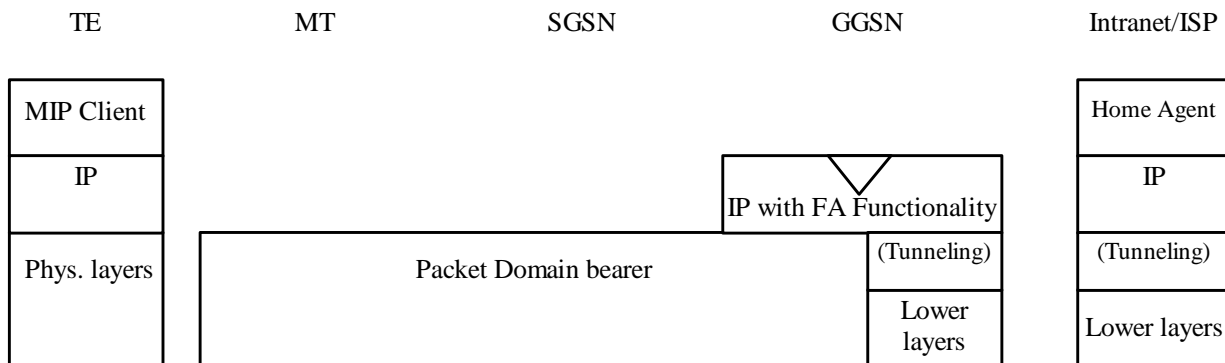 TE MT SGSN GGSN Intranet/ISP
MIP Client
Home Agent
IP
IP
IP with FA Functionality
Phys. layers
Packet Domain bearer
(Tunneling)
(Tunneling)
Lower
layers
Lower layers